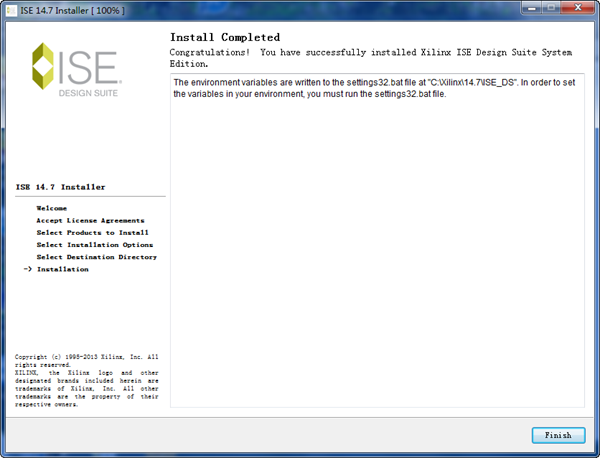 ISE 14.7 Installer [ 100% ]
ISE
DESIGN SUITE
ISE 14.7 Installer
Welcome
Accept License Agreements
Select Products to Install
Select Installation Options
Select Destination Directory
-> Installation
Copyright (c) 1995-2013 Xilinx, Inc. All
rights reserved.
XILINX, the Xilinx logo and other
designated brands included herein are
trademarks of Xilinx, Inc. All other
trademarks are the property of their
respective owners.
Install Completed
Congratulations! You have successfully installed Xilinx ISE Design Suite System
Edition.
The environment variables are written to the settings32.bat file at "C:\Xilinx\14.7\ISE_DS". In order to set
the variables in your environment, you must run the settings32.bat file.
Finish